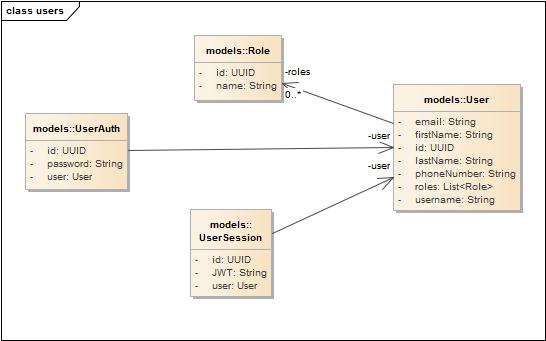 class users
models::Role
- id: UUID
- name: String
-roles
0..*
models::User
- email: String
- firstName: String
- id: UUID
- lastName: String
- phoneNumber: String
- roles: List<Role>
- username: String
models::UserAuth
- id: UUID
- password: String
- user: User
-user
-user
models::
UserSession
- id: UUID
- JWT: String
- user: User